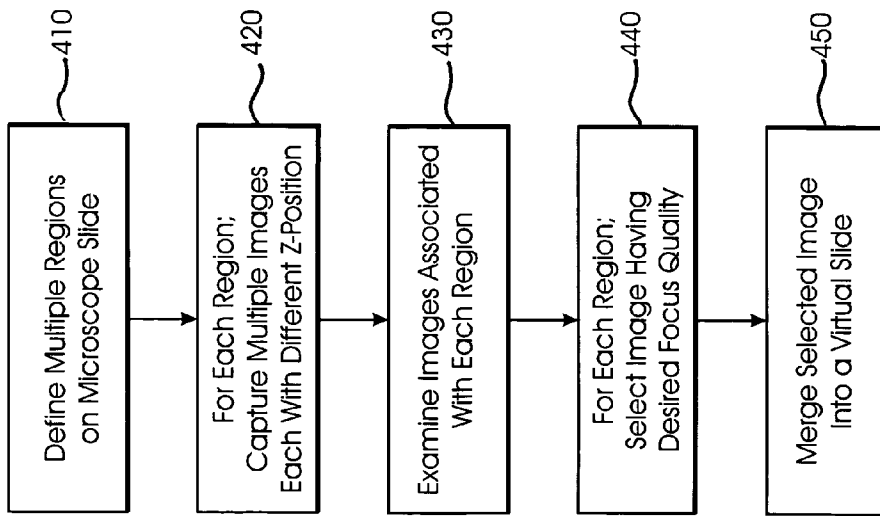 Define Multiple Regions
on Microscope Slide
410
For Each Region;
Capture Multiple Images
Each With Different Z-Position
420
Examine Images Associated
With Each Region
430
For Each Region;
Select Image Having
Desired Focus Quality
440
Merge Selected Image
Into a Virtual Slide
450